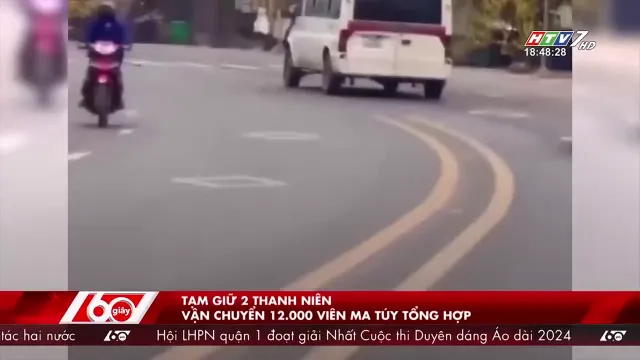 HTV7 HD
18:48:28
60 giây
TẠM GIỮ 2 THANH NIÊN
VẬN CHUYỂN 12.000 VIÊN MA TÚY TỔNG HỢP
tác hai nước 60 Hội LHPN quận 1 đoạt giải Nhất Cuộc thi Duyên dáng Áo dài 2024 60